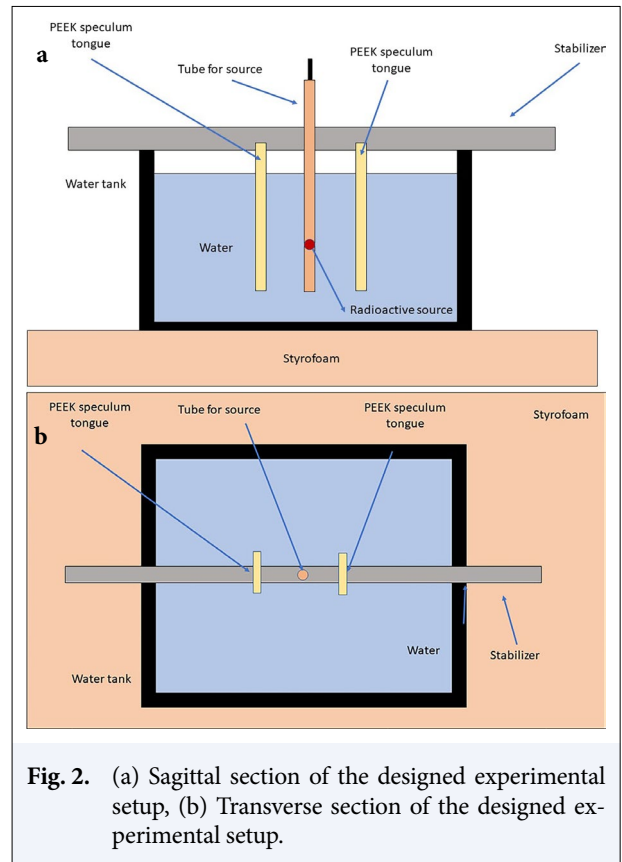 a
PEEK speculum
tongue
Tube for source
PEEK speculum
tongue
Stabilizer
Water tank
Water
Radioactive source
Styrofoam
b
PEEK speculum
tongue
Tube for source
PEEK speculum
tongue
Styrofoam
Water
Stabilizer
Water tank
Fig. 2. (a) Sagittal section of the designed experimental
setup, (b) Transverse section of the designed ex-
perimental setup.